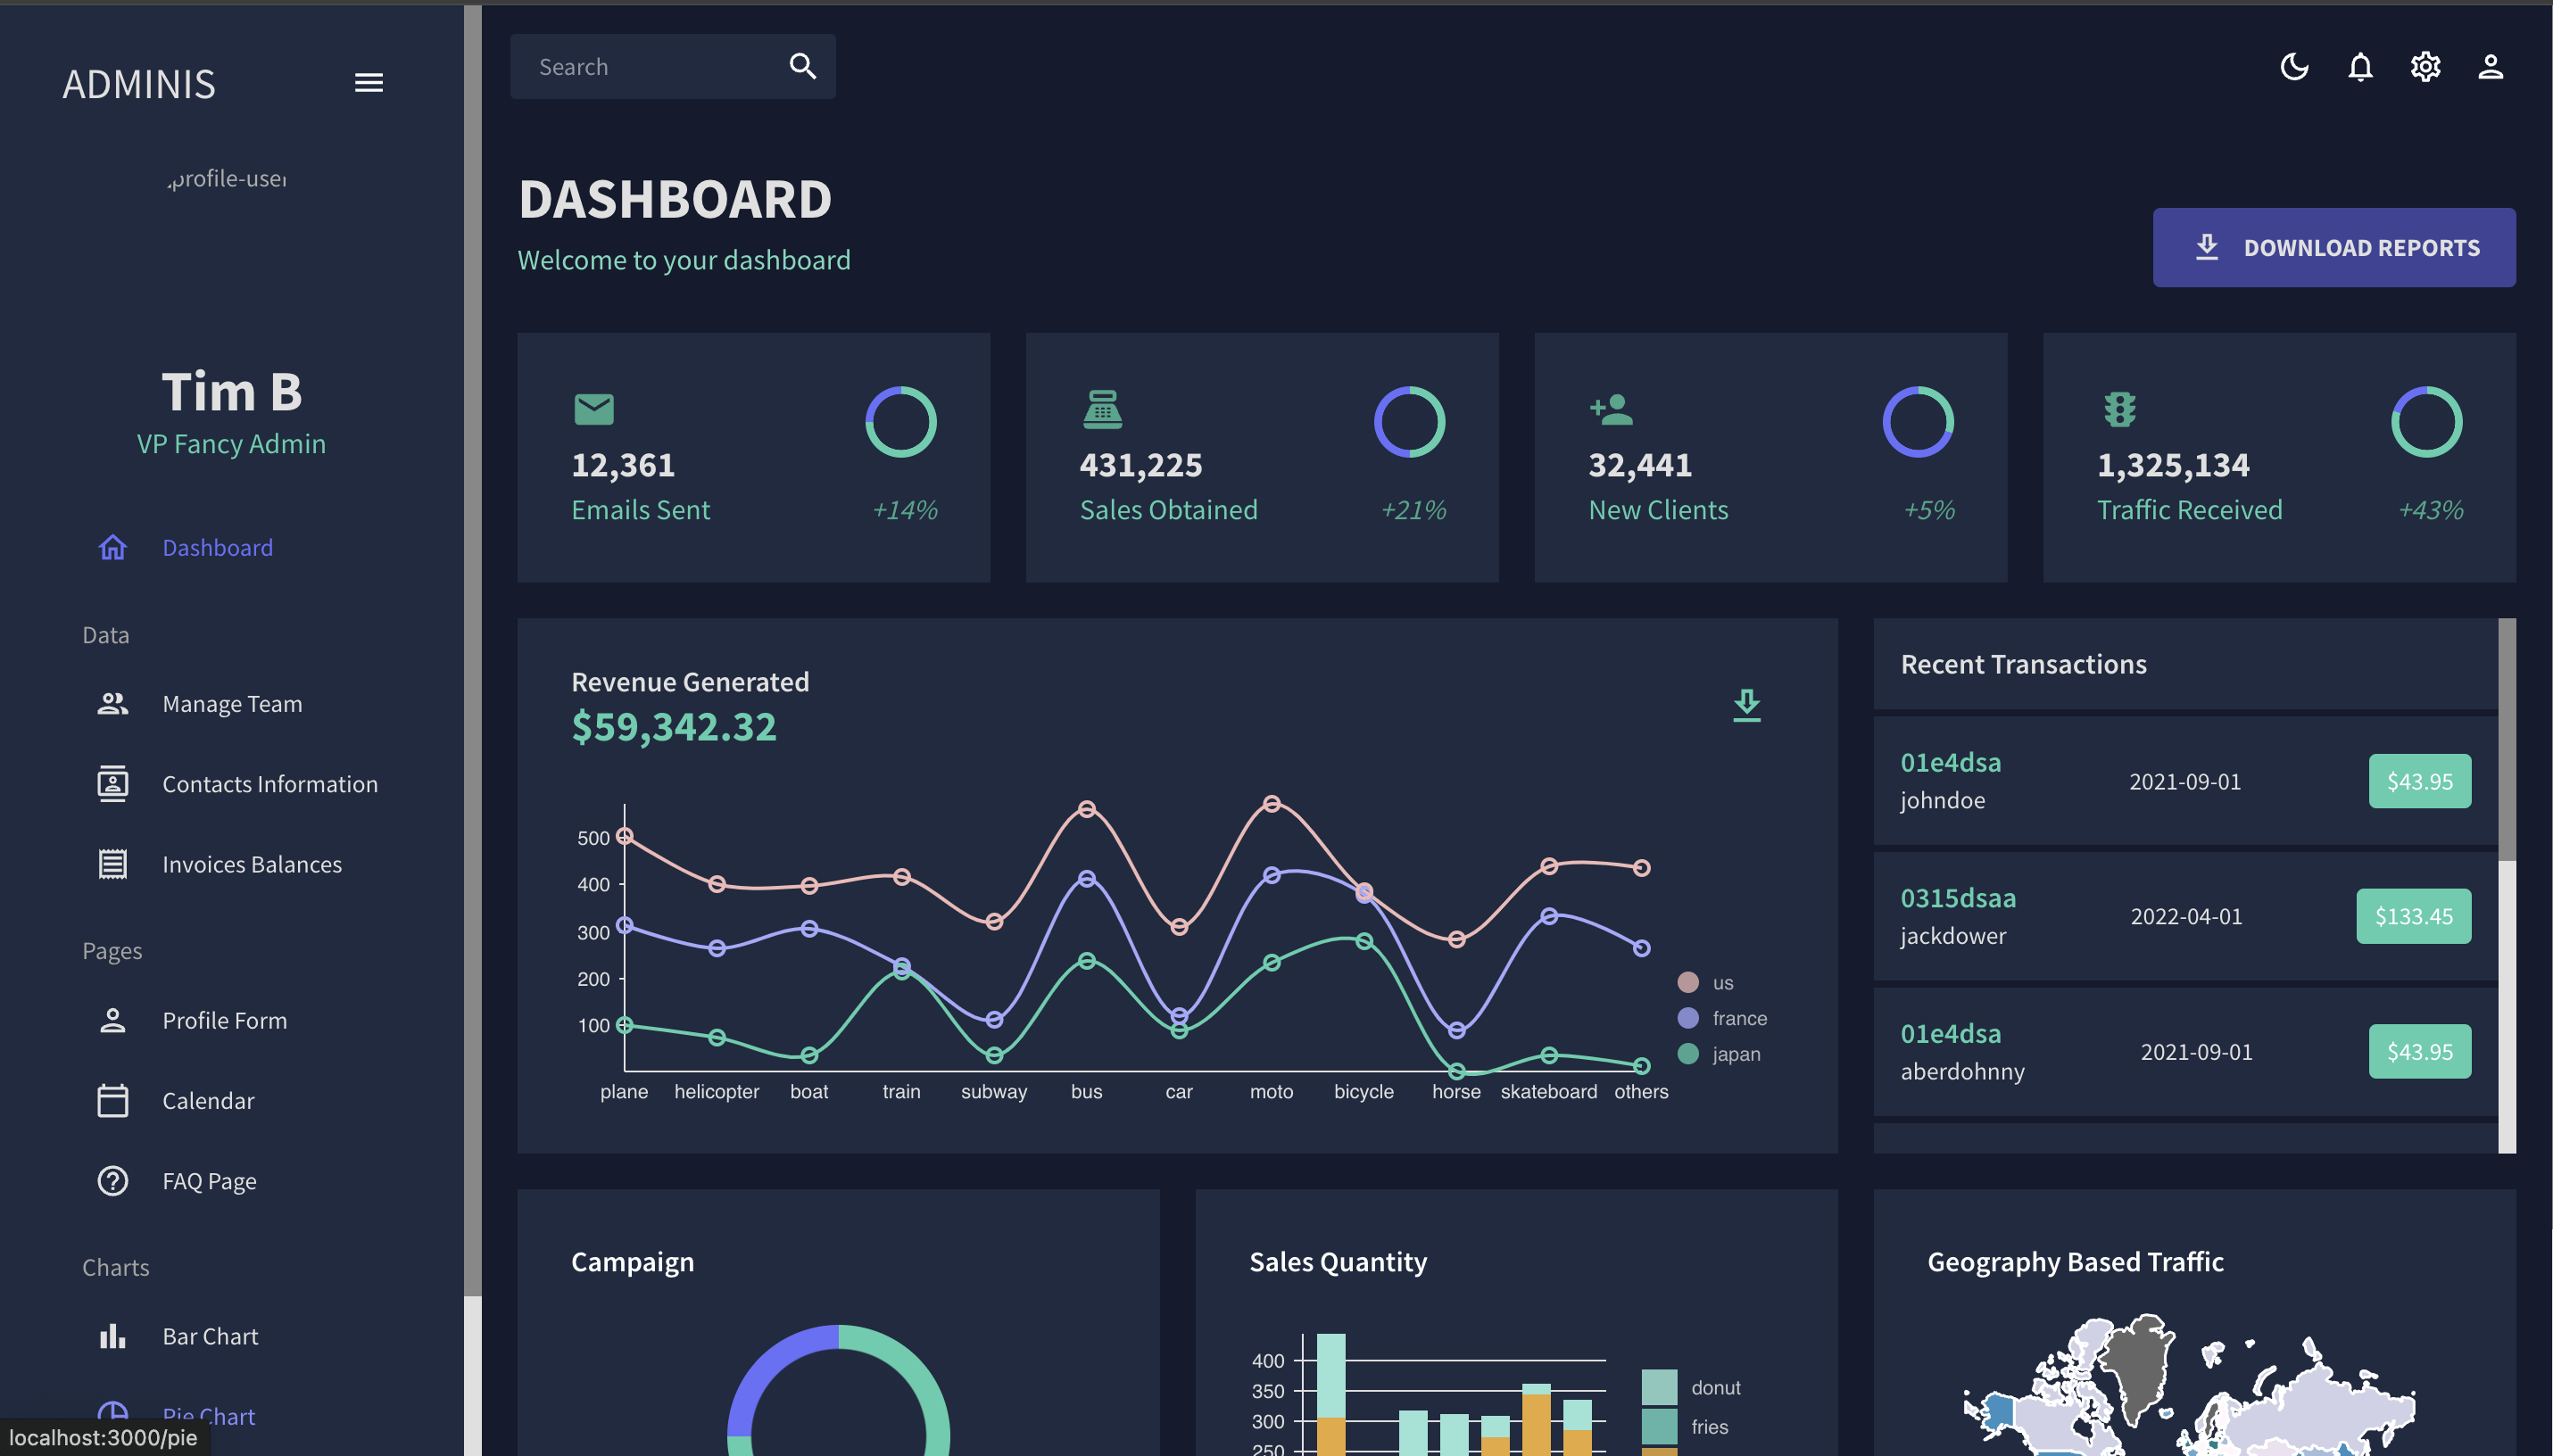 ADMINIS
profile-user
Tim B
VP Fancy Admin
Dashboard
Data
Manage Team
Contacts Information
Invoices Balances
Pages
Profile Form
Calendar
FAQ Page
Charts
Bar Chart
Pie Chart
localhost:3000/pie
Search
DASHBOARD
Welcome to your dashboard
DOWNLOAD REPORTS
12,361
Emails Sent
+14%
431,225
Sales Obtained
+21%
32,441
New Clients
+5%
1,325,134
Traffic Received
+43%
Revenue Generated
$59,342.32
500
400
300
200
100
plane helicopter boat train subway bus car moto bicycle horse skateboard others
us
france
japan
Recent Transactions
01e4dsa
johndoe
2021-09-01
$43.95
0315dsaa
jackdower
2022-04-01
$133.45
01e4dsa
aberdohnny
2021-09-01
$43.95
Campaign
Sales Quantity
400
350
300
250
donut
fries
Geography Based Traffic